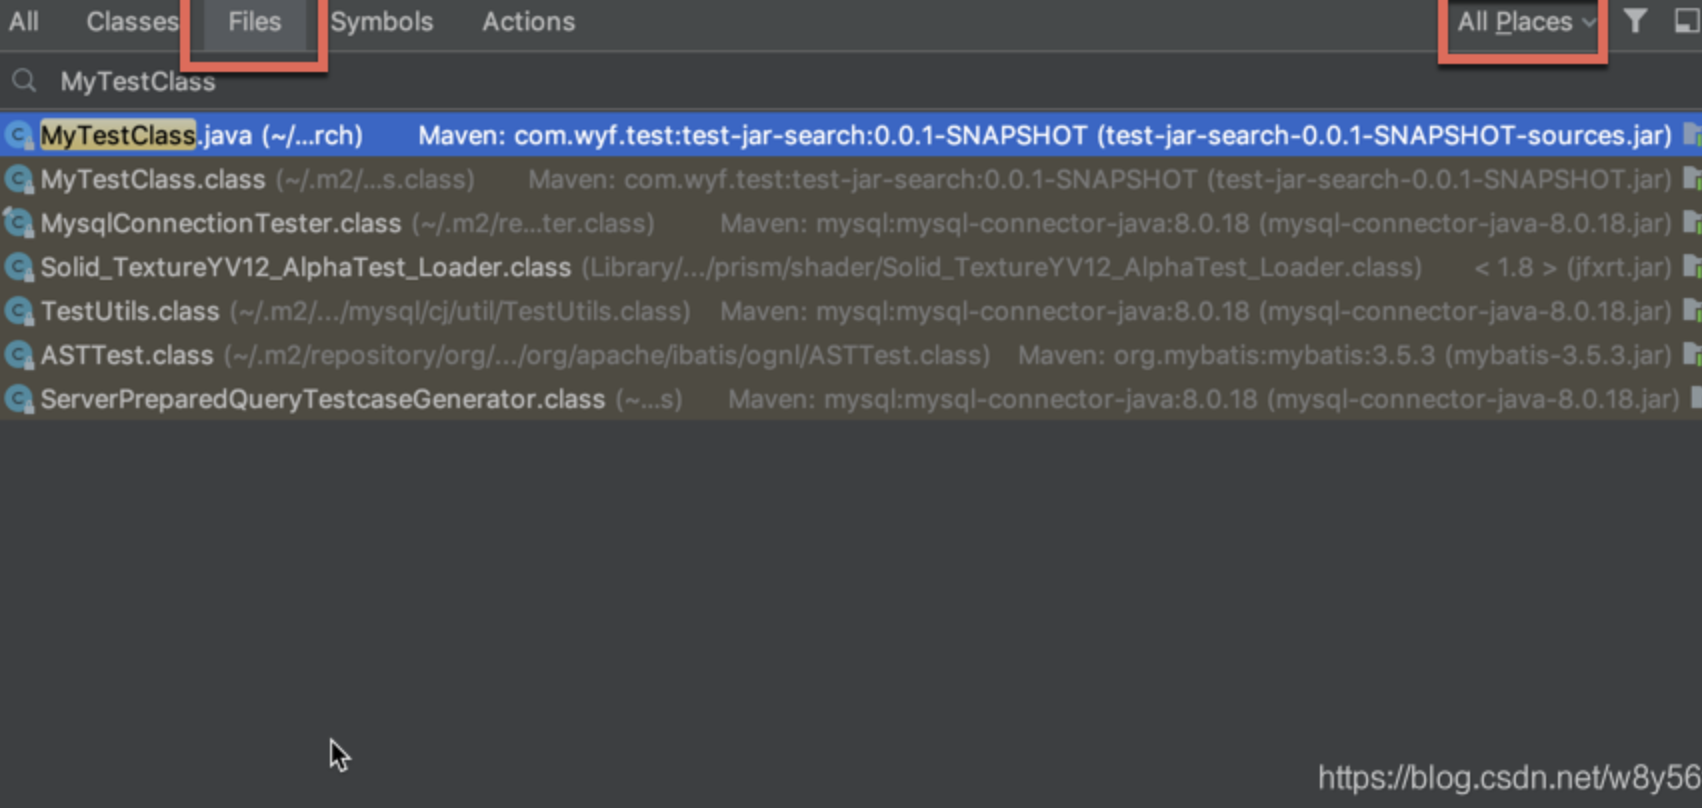 All Classes Files Symbols Actions All Places
MyTestClass
MyTestClass.java (~/...rch) Maven: com.wyf.test:test-jar-search:0.0.1-SNAPSHOT (test-jar-search-0.0.1-SNAPSHOT-sources.jar)
MyTestClass.class (~/.m2/...s.class) Maven: com.wyf.test:test-jar-search:0.0.1-SNAPSHOT (test-jar-search-0.0.1-SNAPSHOT.jar)
MysqlConnectionTester.class (~/.m2/re...ter.class) Maven: mysql:mysql-connector-java:8.0.18 (mysql-connector-java-8.0.18.jar)
Solid_TextureYV12_AlphaTest_Loader.class (Library/.../prism/shader/Solid_TextureYV12_AlphaTest_Loader.class) < 1.8 > (jfxrt.jar)
TestUtils.class (~/.m2/.../mysql/cj/util/TestUtils.class) Maven: mysql:mysql-connector-java:8.0.18 (mysql-connector-java-8.0.18.jar)
ASTTest.class (~/.m2/repository/org/.../org/apache/ibatis/ognl/ASTTest.class) Maven: org.mybatis:mybatis:3.5.3 (mybatis-3.5.3.jar)
ServerPreparedQueryTestcaseGenerator.class (~...s) Maven: mysql:mysql-connector-java:8.0.18 (mysql-connector-java-8.0.18.jar)
https://blog.csdn.net/w8y56